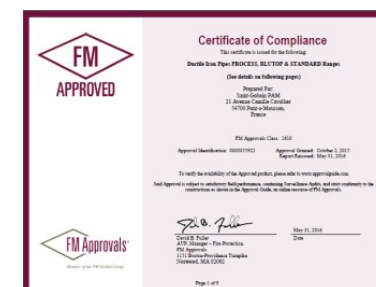 FM
APPROVED
Certificate of Compliance
This certificate is issued for the following:
Ductile Iron Pipes PROCESS, BLUTOP & STANDARD Ranges
(See details on following pages)
Prepared For:
Saint-Gobain PAM
21 Avenue Camille Cavallier
54705 Pont-à-Mousson,
France
FM Approvals Class: 1610
Approval Identification: Approval Granted: October 2, 2015
Report Reissued: May 31, 2016
To verify the availability of the Approved product, please refer to www.approvalguide.com
Said Approval is subject to satisfactory field performance, continuing Surveillance Audits, and strict conformity to the
constructions as shown in the Approval Guide, an online resource of FM Approvals.
David B. Fuller
AVP, Manager - Fire Protection
FM Approvals
1151 Boston-Providence Turnpike
Norwood, MA 02062
May 31, 2016
Date
FM Approvals
Member of the FM Global Group
Page 1 of 9